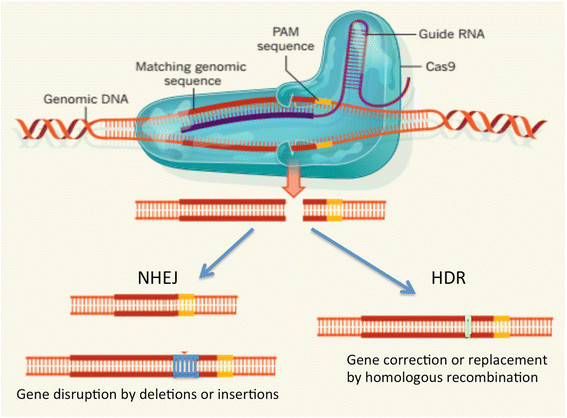 PAM
sequence
Guide RNA
Matching genomic
sequence
Cas9
Genomic DNA
NHEJ
HDR
Gene correction or replacement
by homologous recombination
Gene disruption by deletions or insertions